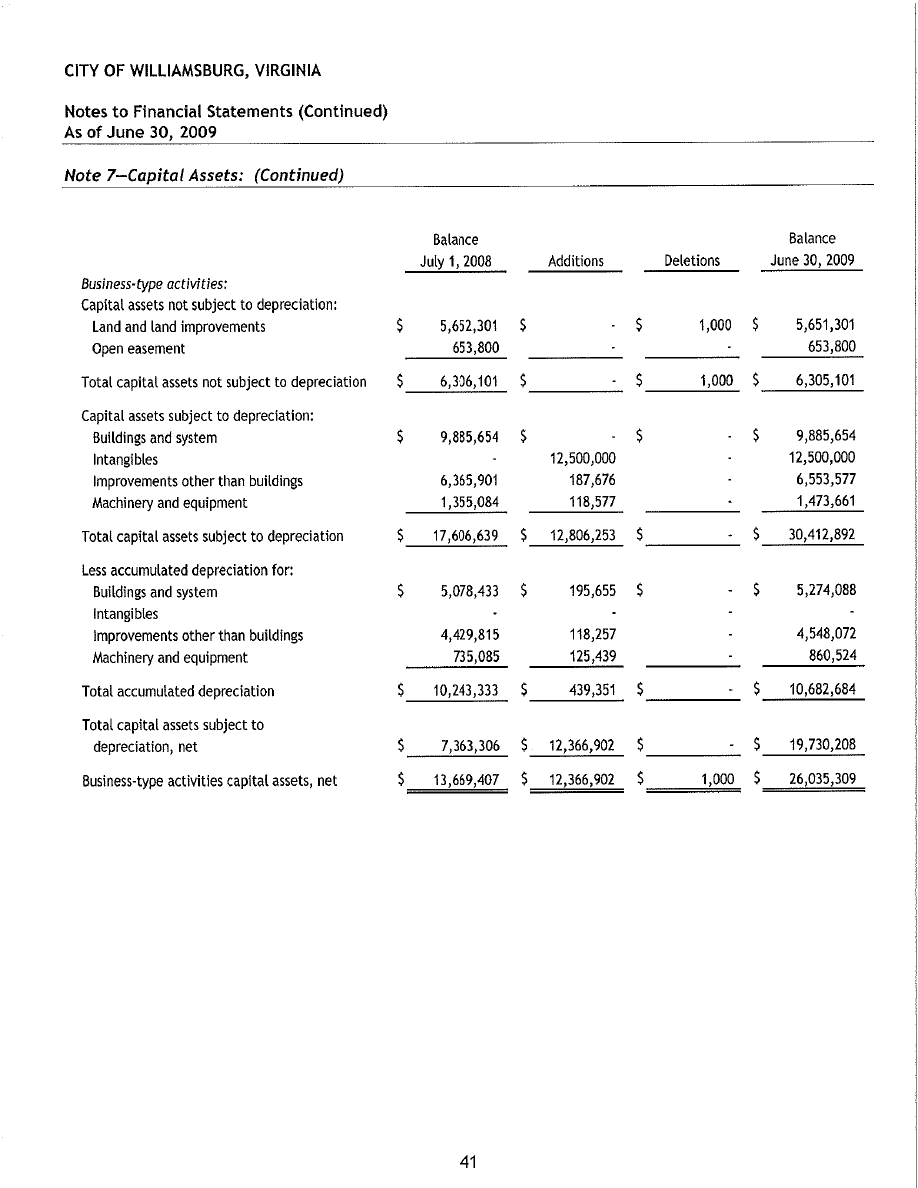 CITY OF WILLIAMSBURG, VIRGINIA
Notes to Financial Statements (Continued)
As of June 30, 2009
Note 7—Capital Assets: (Continued)
Balance Balance
July 1, 2008 Additions Deletions June 30, 2009
Business-type activities:
Capital assets not subject to depreciation:
Land and land improvements $ 5,652,301 $ - $ 1,000 $ 5,651,301
Open easement 653,800 - - 653,800
Total capital assets not subject to depreciation $ 6,306,101 $ - $ 1,000 $ 6,305,101
Capital assets subject to depreciation:
Buildings and system $ 9,885,654 $ - $ - $ 9,885,654
Intangibles - 12,500,000 - 12,500,000
Improvements other than buildings 6,365,901 187,676 - 6,553,577
Machinery and equipment 1,355,084 118,577 - 1,473,661
Total capital assets subject to depreciation $ 17,606,639 $ 12,806,253 $ - $ 30,412,892
Less accumulated depreciation for:
Buildings and system $ 5,078,433 $ 195,655 $ - $ 5,274,088
Intangibles - - - -
Improvements other than buildings 4,429,815 118,257 - 4,548,072
Machinery and equipment 735,085 125,439 - 860,524
Total accumulated depreciation $ 10,243,333 $ 439,351 $ - $ 10,682,684
Total capital assets subject to
depreciation, net $ 7,363,306 $ 12,366,902 $ - $ 19,730,208
Business-type activities capital assets, net $ 13,669,407 $ 12,366,902 $ 1,000 $ 26,035,309
41